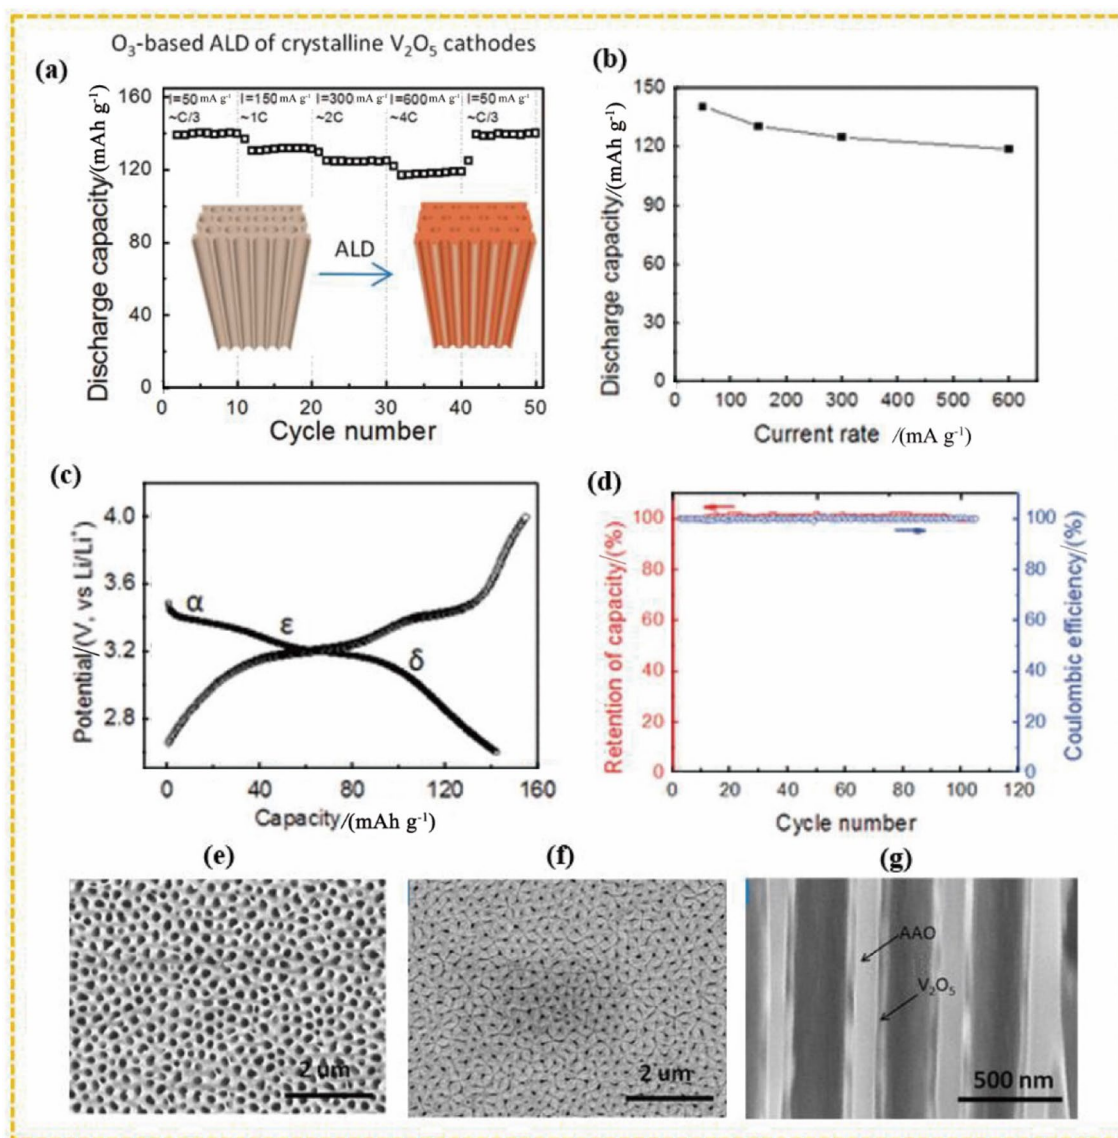 O₃-based ALD of crystalline V₂O₅ cathodes
(a)
Discharge capacity/(mAh g⁻¹)
160
120
80
40
0
I=50 mA g⁻¹ I=150 mA g⁻¹ I=300 mA g⁻¹ I=600 mA g⁻¹ I=50 mA g⁻¹
~C/3 ~1C ~2C ~4C ~C/3
ALD
0 10 20 30 40 50
Cycle number
(b)
Discharge capacity/(mAh g⁻¹)
150
120
90
60
30
0
0 100 200 300 400 500 600
Current rate /(mA g⁻¹)
(c)
Potential/(V, vs Li/Li⁺)
4.0
3.6
3.2
2.8
α
ε
δ
0 40 80 120 160
Capacity/(mAh g⁻¹)
(d)
Retention of capacity/(%)
100
80
60
40
20
0
Coulombic efficiency/(%)
100
80
60
40
20
0
0 20 40 60 80 100 120
Cycle number
(e)
2 um
(f)
2 um
(g)
AAO
V₂O₅
500 nm